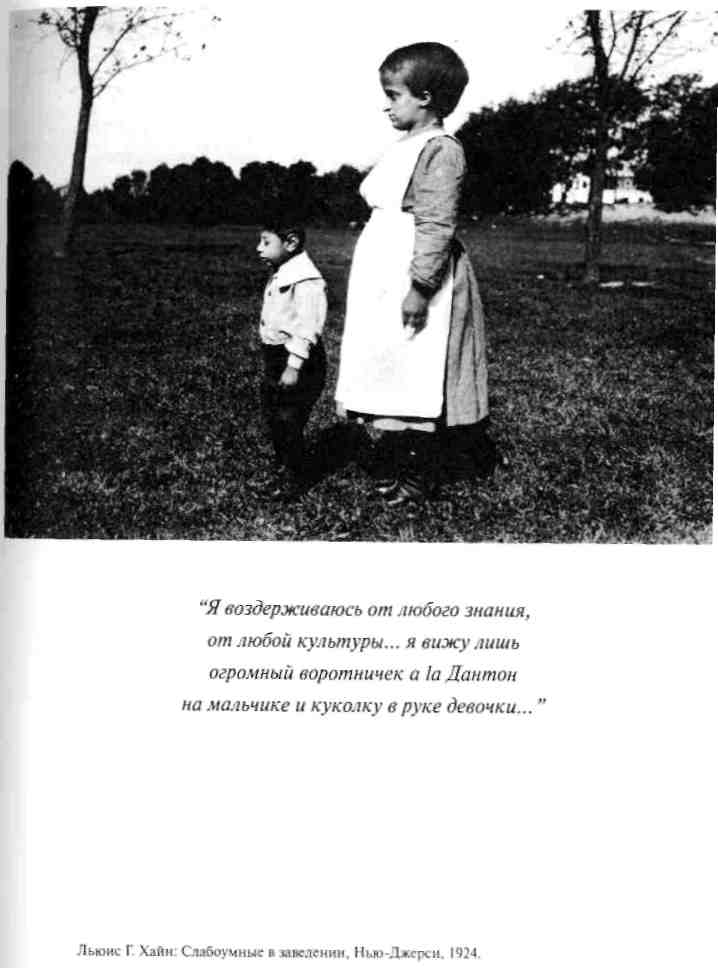 “Я воздерживаюсь от любого знания,
от любой культуры... я вижу лишь
огромный воротничек a la Дантон
на мальчике и куколку в руке девочки...”
Льюис Г. Хайн: Слабоумные в заведении, Нью-Джерси, 1924.